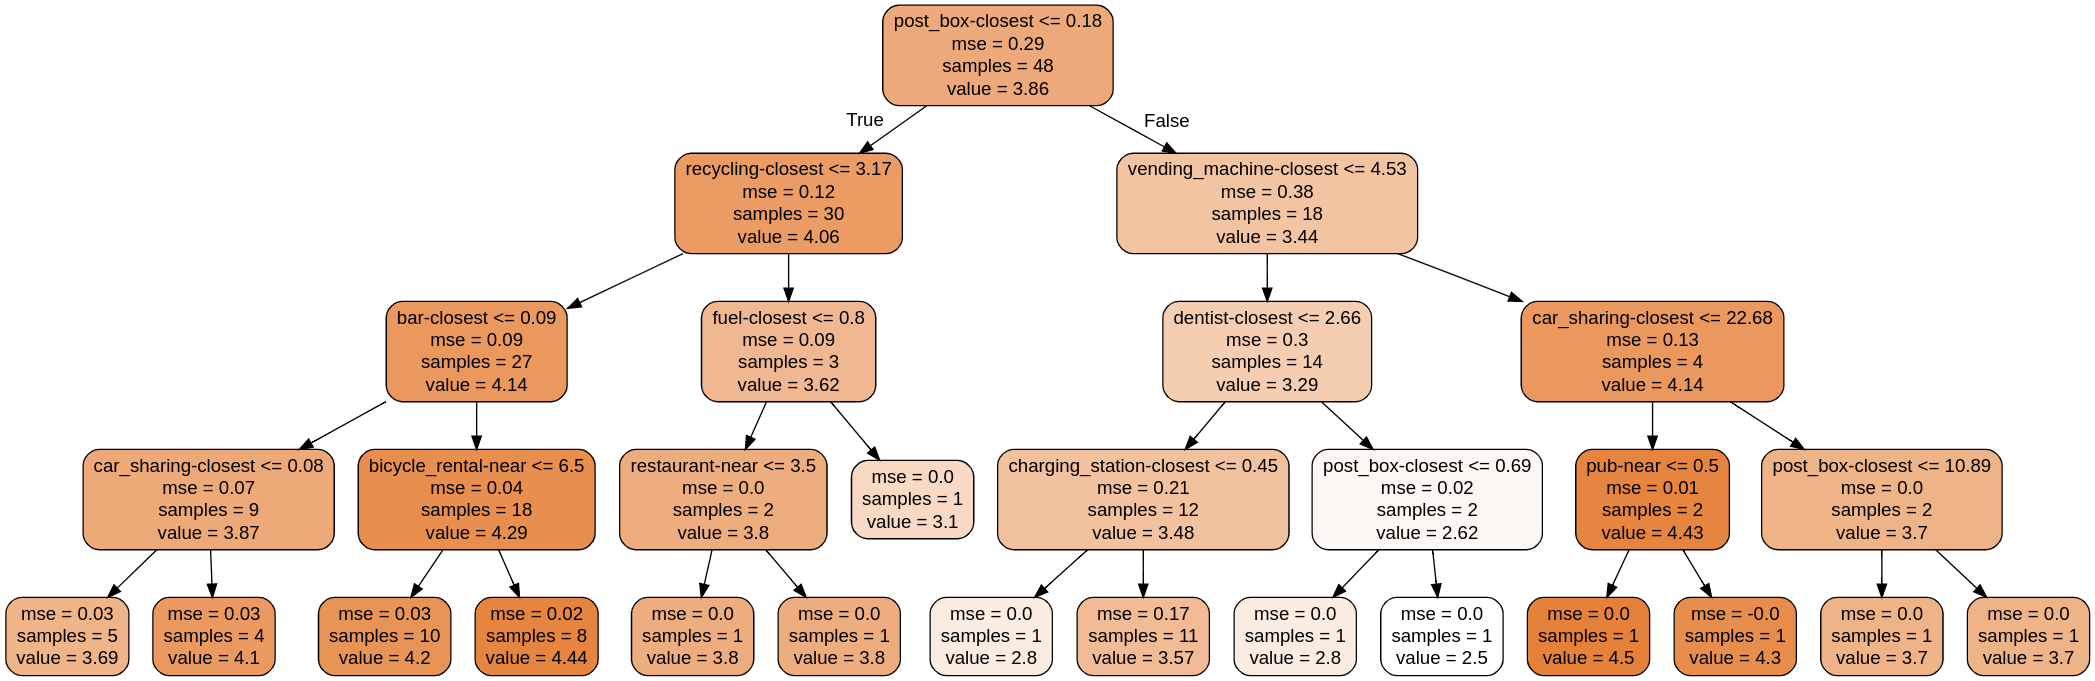 post_box-closest <= 0.18
mse = 0.29
samples = 48
value = 3.86
True
False
recycling-closest <= 3.17
mse = 0.12
samples = 30
value = 4.06
vending_machine-closest <= 4.53
mse = 0.38
samples = 18
value = 3.44
bar-closest <= 0.09
mse = 0.09
samples = 27
value = 4.14
fuel-closest <= 0.8
mse = 0.09
samples = 3
value = 3.62
dentist-closest <= 2.66
mse = 0.3
samples = 14
value = 3.29
car_sharing-closest <= 22.68
mse = 0.13
samples = 4
value = 4.14
car_sharing-closest <= 0.08
mse = 0.07
samples = 9
value = 3.87
bicycle_rental-near <= 6.5
mse = 0.04
samples = 18
value = 4.29
restaurant-near <= 3.5
mse = 0.0
samples = 2
value = 3.8
mse = 0.0
samples = 1
value = 3.1
charging_station-closest <= 0.45
mse = 0.21
samples = 12
value = 3.48
post_box-closest <= 0.69
mse = 0.02
samples = 2
value = 2.62
pub-near <= 0.5
mse = 0.01
samples = 2
value = 4.43
post_box-closest <= 10.89
mse = 0.0
samples = 2
value = 3.7
mse = 0.03
samples = 5
value = 3.69
mse = 0.03
samples = 4
value = 4.1
mse = 0.03
samples = 10
value = 4.2
mse = 0.02
samples = 8
value = 4.44
mse = 0.0
samples = 1
value = 3.8
mse = 0.0
samples = 1
value = 3.8
mse = 0.0
samples = 1
value = 2.8
mse = 0.17
samples = 11
value = 3.57
mse = 0.0
samples = 1
value = 2.8
mse = 0.0
samples = 1
value = 2.5
mse = 0.0
samples = 1
value = 4.5
mse = -0.0
samples = 1
value = 4.3
mse = 0.0
samples = 1
value = 3.7
mse = 0.0
samples = 1
value = 3.7